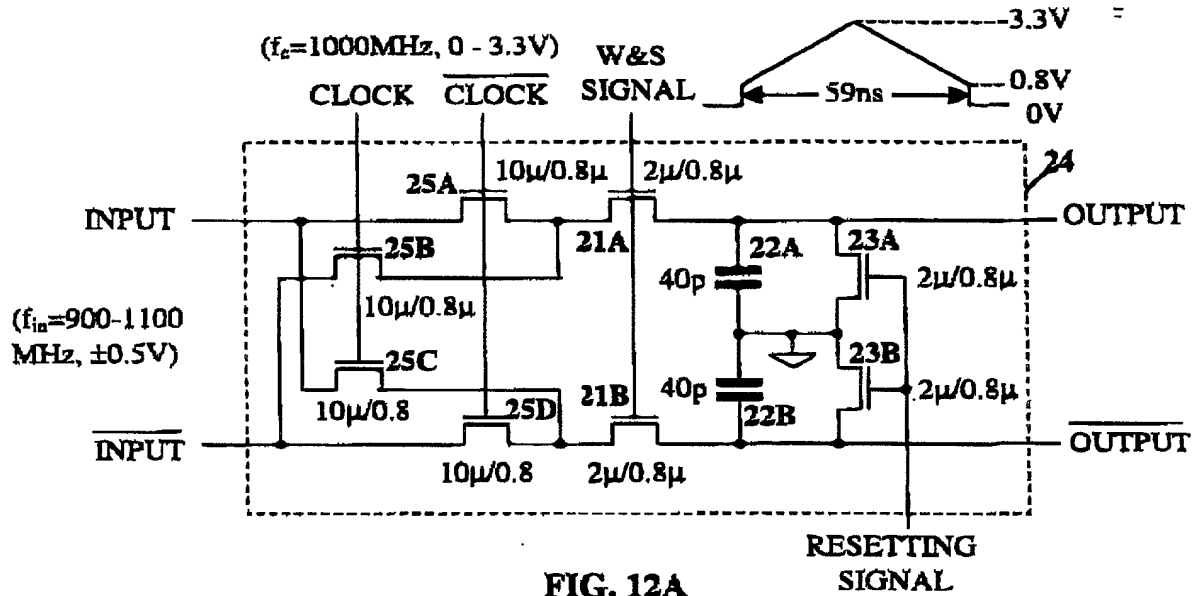 3.3V
(fc=1000MHz, 0 - 3.3V)
W&S
SIGNAL
CLOCK
CLOCK
59ns
0.8V
0V
24
10μ/0.8μ
2μ/0.8μ
25A
INPUT
OUTPUT
25B
21A
22A
23A
40p
2μ/0.8μ
10μ/0.8μ
(fin=900-1100
MHz, ±0.5V)
25C
23B
40p
10μ/0.8
25D
21B
22B
2μ/0.8μ
INPUT
OUTPUT
10μ/0.8
2μ/0.8μ
RESETTING
SIGNAL
FIG. 12A